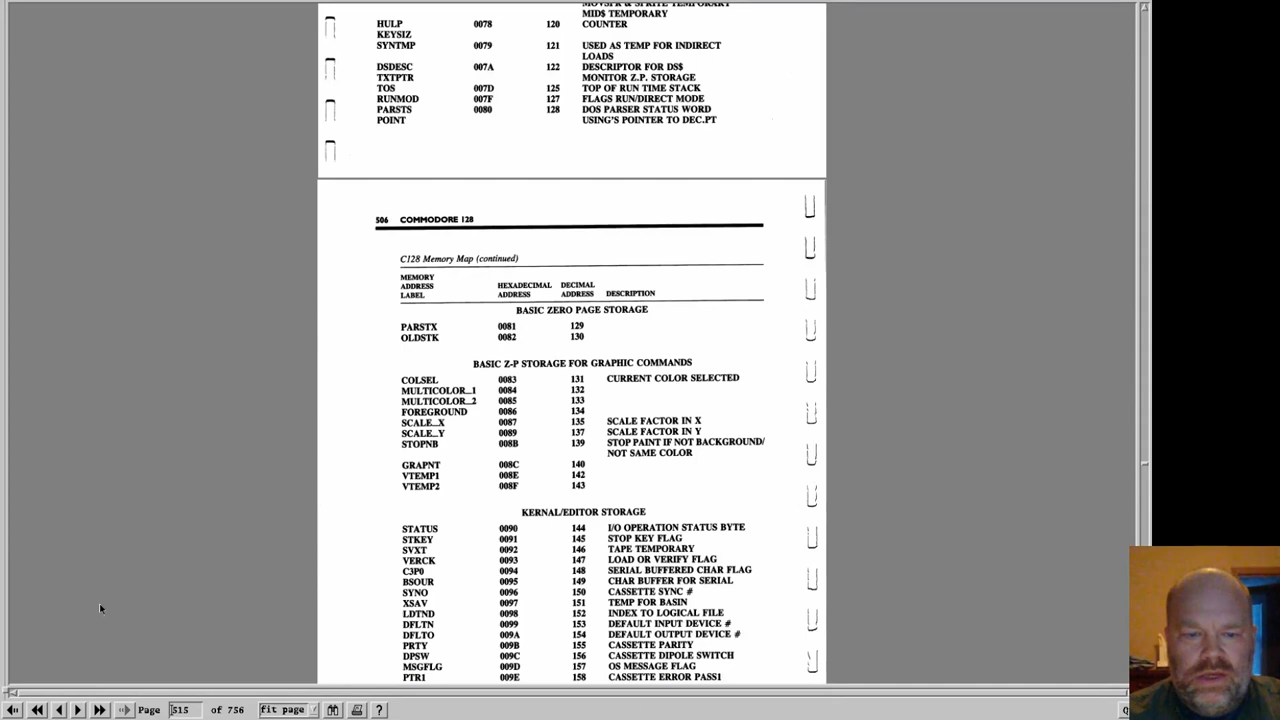 MOVSPR & SPRITE TEMPORARY
MID$ TEMPORARY
HULP 0078 120 COUNTER
KEYSIZ
SYNTMP 0079 121 USED AS TEMP FOR INDIRECT
LOADS
DSDESC 007A 122 DESCRIPTOR FOR DS$
TXTPTR MONITOR Z.P. STORAGE
TOS 007D 125 TOP OF RUN TIME STACK
RUNMOD 007F 127 FLAGS RUN/DIRECT MODE
PARSTS 0080 128 DOS PARSER STATUS WORD
POINT USING'S POINTER TO DEC.PT
506 COMMODORE 128
C128 Memory Map (continued)
MEMORY
ADDRESS HEXADECIMAL DECIMAL
LABEL ADDRESS ADDRESS DESCRIPTION
BASIC ZERO PAGE STORAGE
PARSTX 0081 129
OLDSTK 0082 130
BASIC Z-P STORAGE FOR GRAPHIC COMMANDS
COLSEL 0083 131 CURRENT COLOR SELECTED
MULTICOLOR_1 0084 132
MULTICOLOR_2 0085 133
FOREGROUND 0086 134
SCALE_X 0087 135 SCALE FACTOR IN X
SCALE_Y 0089 137 SCALE FACTOR IN Y
STOPNB 008B 139 STOP PAINT IF NOT BACKGROUND/
NOT SAME COLOR
GRAPNT 008C 140
VTEMP1 008E 142
VTEMP2 008F 143
KERNAL/EDITOR STORAGE
STATUS 0090 144 I/O OPERATION STATUS BYTE
STKEY 0091 145 STOP KEY FLAG
SVXT 0092 146 TAPE TEMPORARY
VERCK 0093 147 LOAD OR VERIFY FLAG
C3P0 0094 148 SERIAL BUFFERED CHAR FLAG
BSOUR 0095 149 CHAR BUFFER FOR SERIAL
SYNO 0096 150 CASSETTE SYNC #
XSAV 0097 151 TEMP FOR BASIN
LDTND 0098 152 INDEX TO LOGICAL FILE
DFLTN 0099 153 DEFAULT INPUT DEVICE #
DFLTO 009A 154 DEFAULT OUTPUT DEVICE #
PRTY 009B 155 CASSETTE PARITY
DPSW 009C 156 CASSETTE DIPOLE SWITCH
MSGFLG 009D 157 OS MESSAGE FLAG
PTR1 009E 158 CASSETTE ERROR PASS1
Page 515 of 756 fit page ?